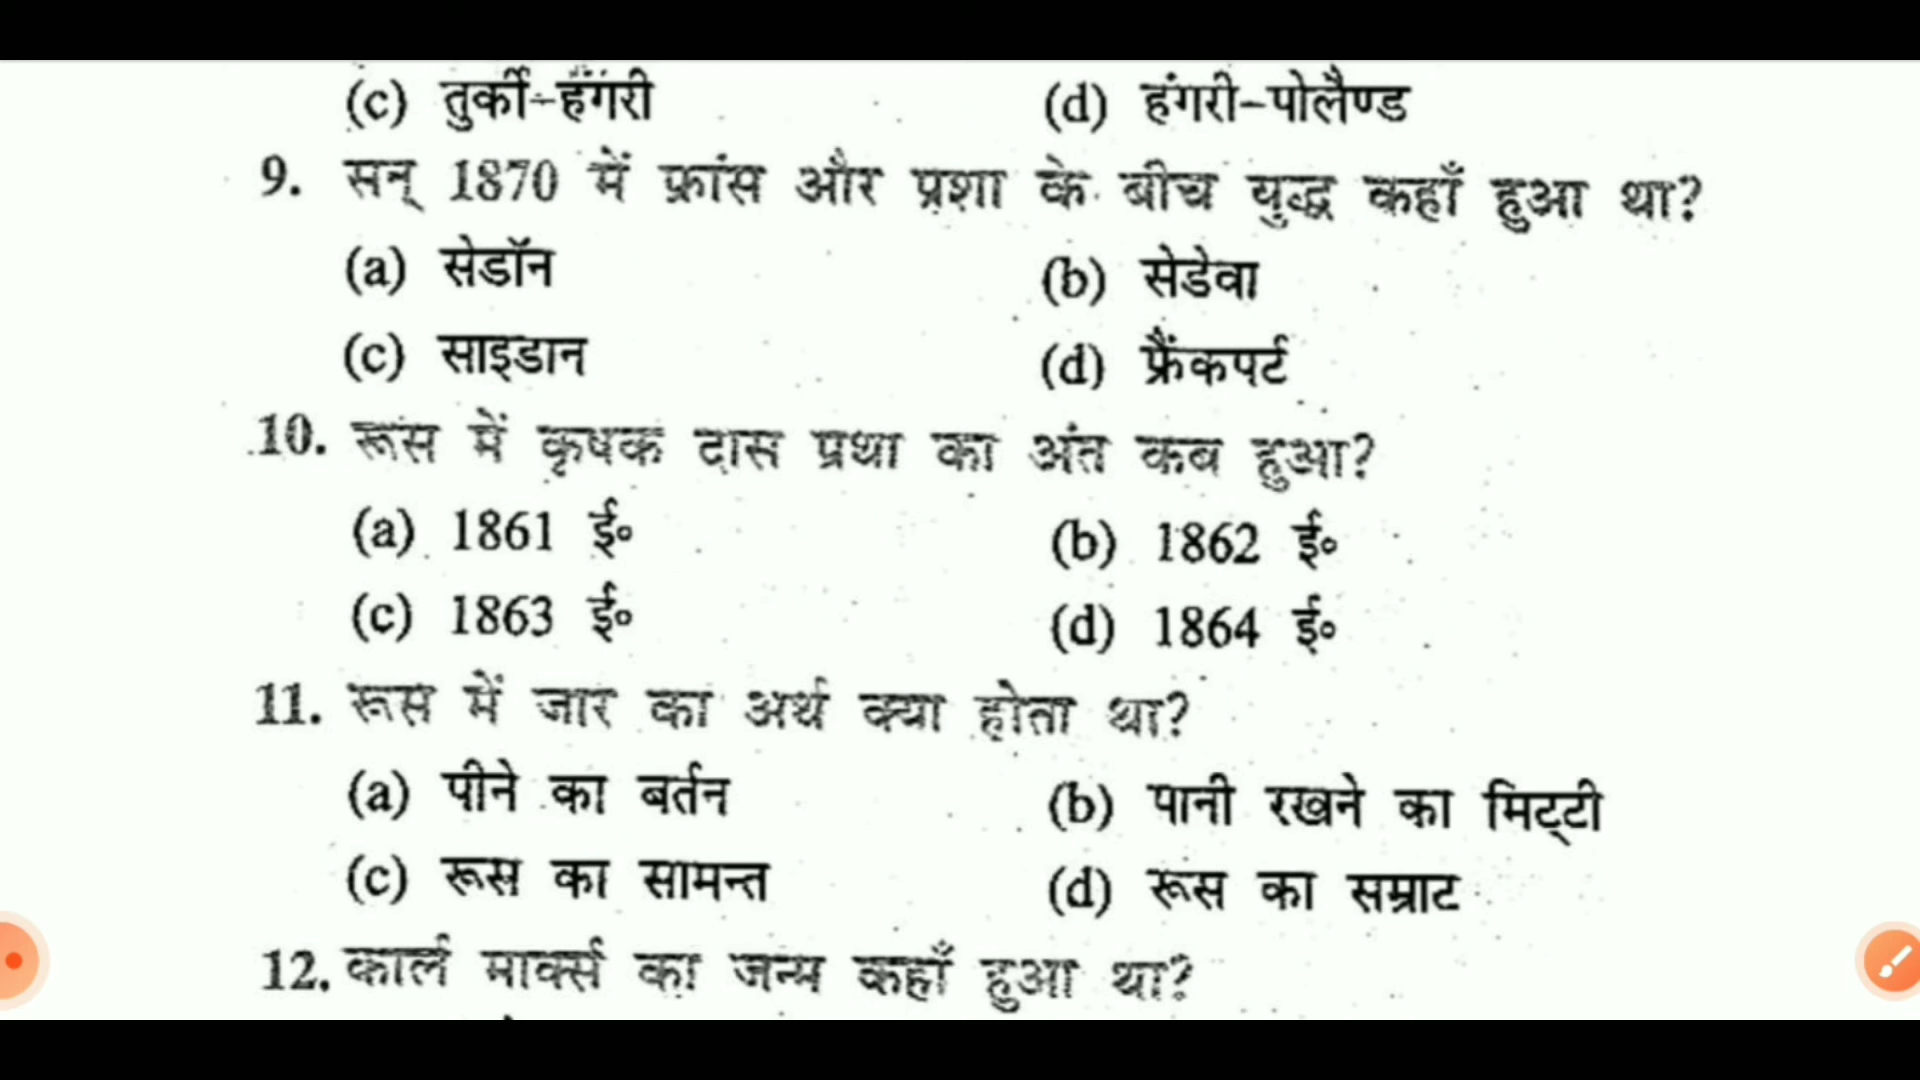 (c) तुर्की-हंगरी (d) हंगरी-पोलैण्ड
9. सन् 1870 में फ्रांस और प्रशा के बीच युद्ध कहाँ हुआ था?
(a) सेडॉन (b) सेडेवा
(c) साइडान (d) फ्रैंकपर्ट
10. रूस में कृषक दास प्रथा का अंत कब हुआ?
(a) 1861 ई० (b) 1862 ई०
(c) 1863 ई० (d) 1864 ई०
11. रूस में जार का अर्थ क्या होता था?
(a) पीने का बर्तन (b) पानी रखने का मिट्टी
(c) रूस का सामन्त (d) रूस का सम्राट
12. कार्ल मार्क्स का जन्म कहाँ हुआ था?